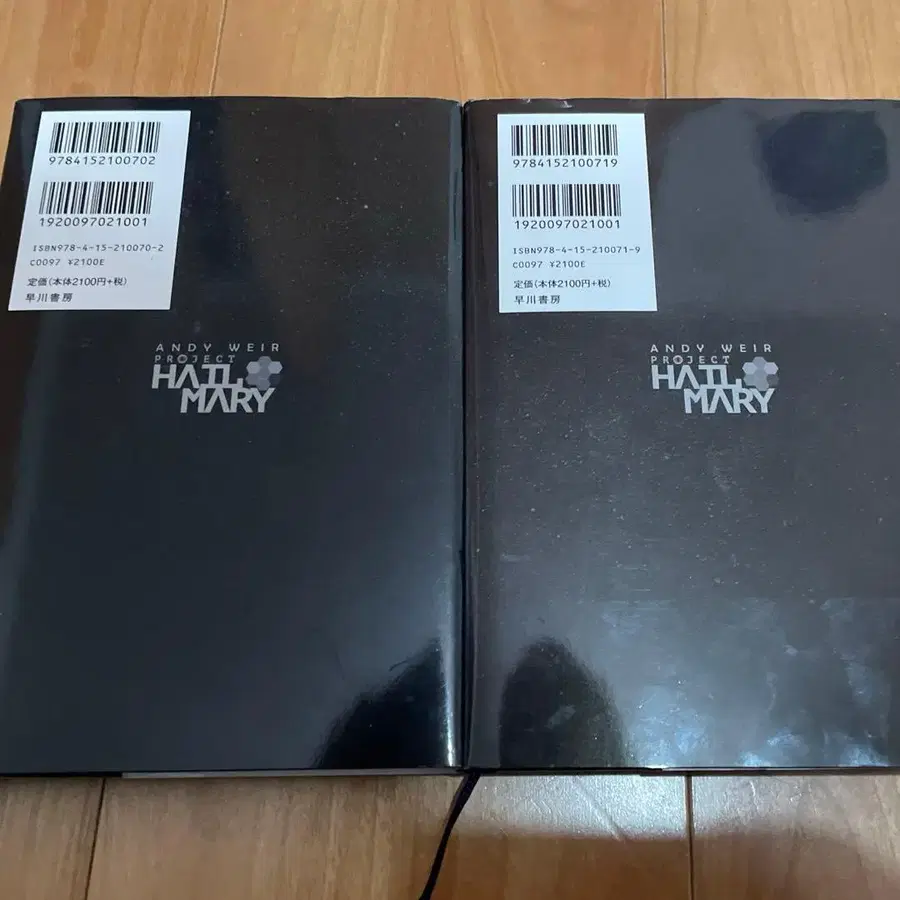 9784152100702
1920097021001
ISBN978-4-15-210070-2
C0097 ¥2100E
定価(本体2100円+税)
早川書房
ANDY WEIR
PROJECT
HAIL
MARY
9784152100719
1920097021001
ISBN978-4-15-210071-9
C0097 ¥2100E
定価(本体2100円+税)
早川書房
ANDY WEIR
PROJECT
HAIL
MARY